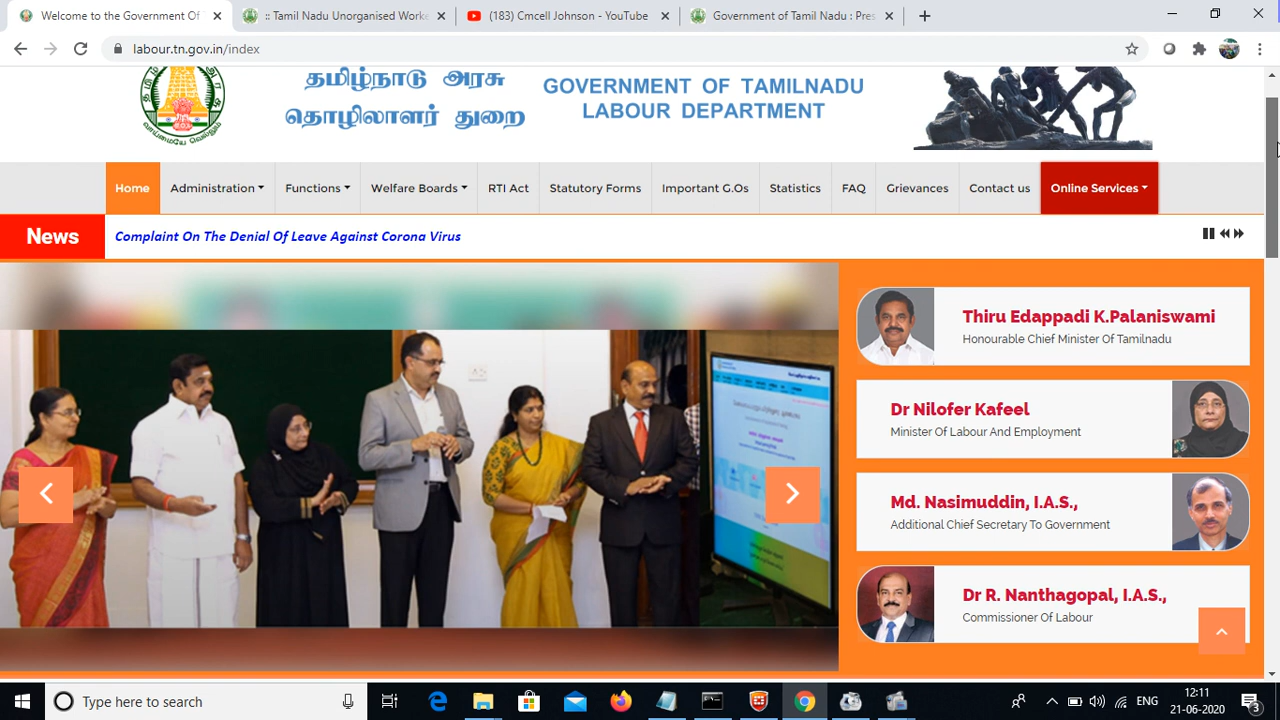 Welcome to the Government Of T
:: Tamil Nadu Unorganised Worke
(183) Cmcell Johnson - YouTube
Government of Tamil Nadu : Pres
labour.tn.gov.in/index
தமிழ்நாடு அரசு
தொழிலாளர் துறை
GOVERNMENT OF TAMILNADU
LABOUR DEPARTMENT
Home
Administration
Functions
Welfare Boards
RTI Act
Statutory Forms
Important G.Os
Statistics
FAQ
Grievances
Contact us
Online Services
News
Complaint On The Denial Of Leave Against Corona Virus
Thiru Edappadi K.Palaniswami
Honourable Chief Minister Of Tamilnadu
Dr Nilofer Kafeel
Minister Of Labour And Employment
Md. Nasimuddin, I.A.S.,
Additional Chief Secretary To Government
Dr R. Nanthagopal, I.A.S.,
Commissioner Of Labour
Type here to search
ENG
12:11
21-06-2020
3